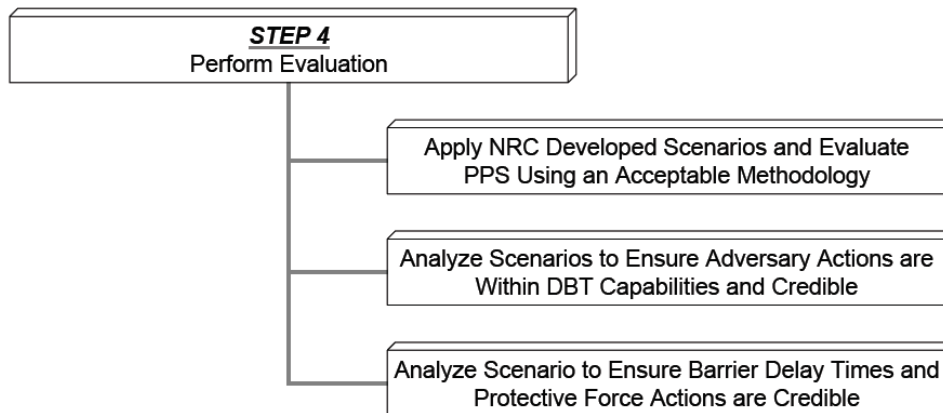 STEP 4
Perform Evaluation
Apply NRC Developed Scenarios and Evaluate
PPS Using an Acceptable Methodology
Analyze Scenarios to Ensure Adversary Actions are
Within DBT Capabilities and Credible
Analyze Scenario to Ensure Barrier Delay Times and
Protective Force Actions are Credible